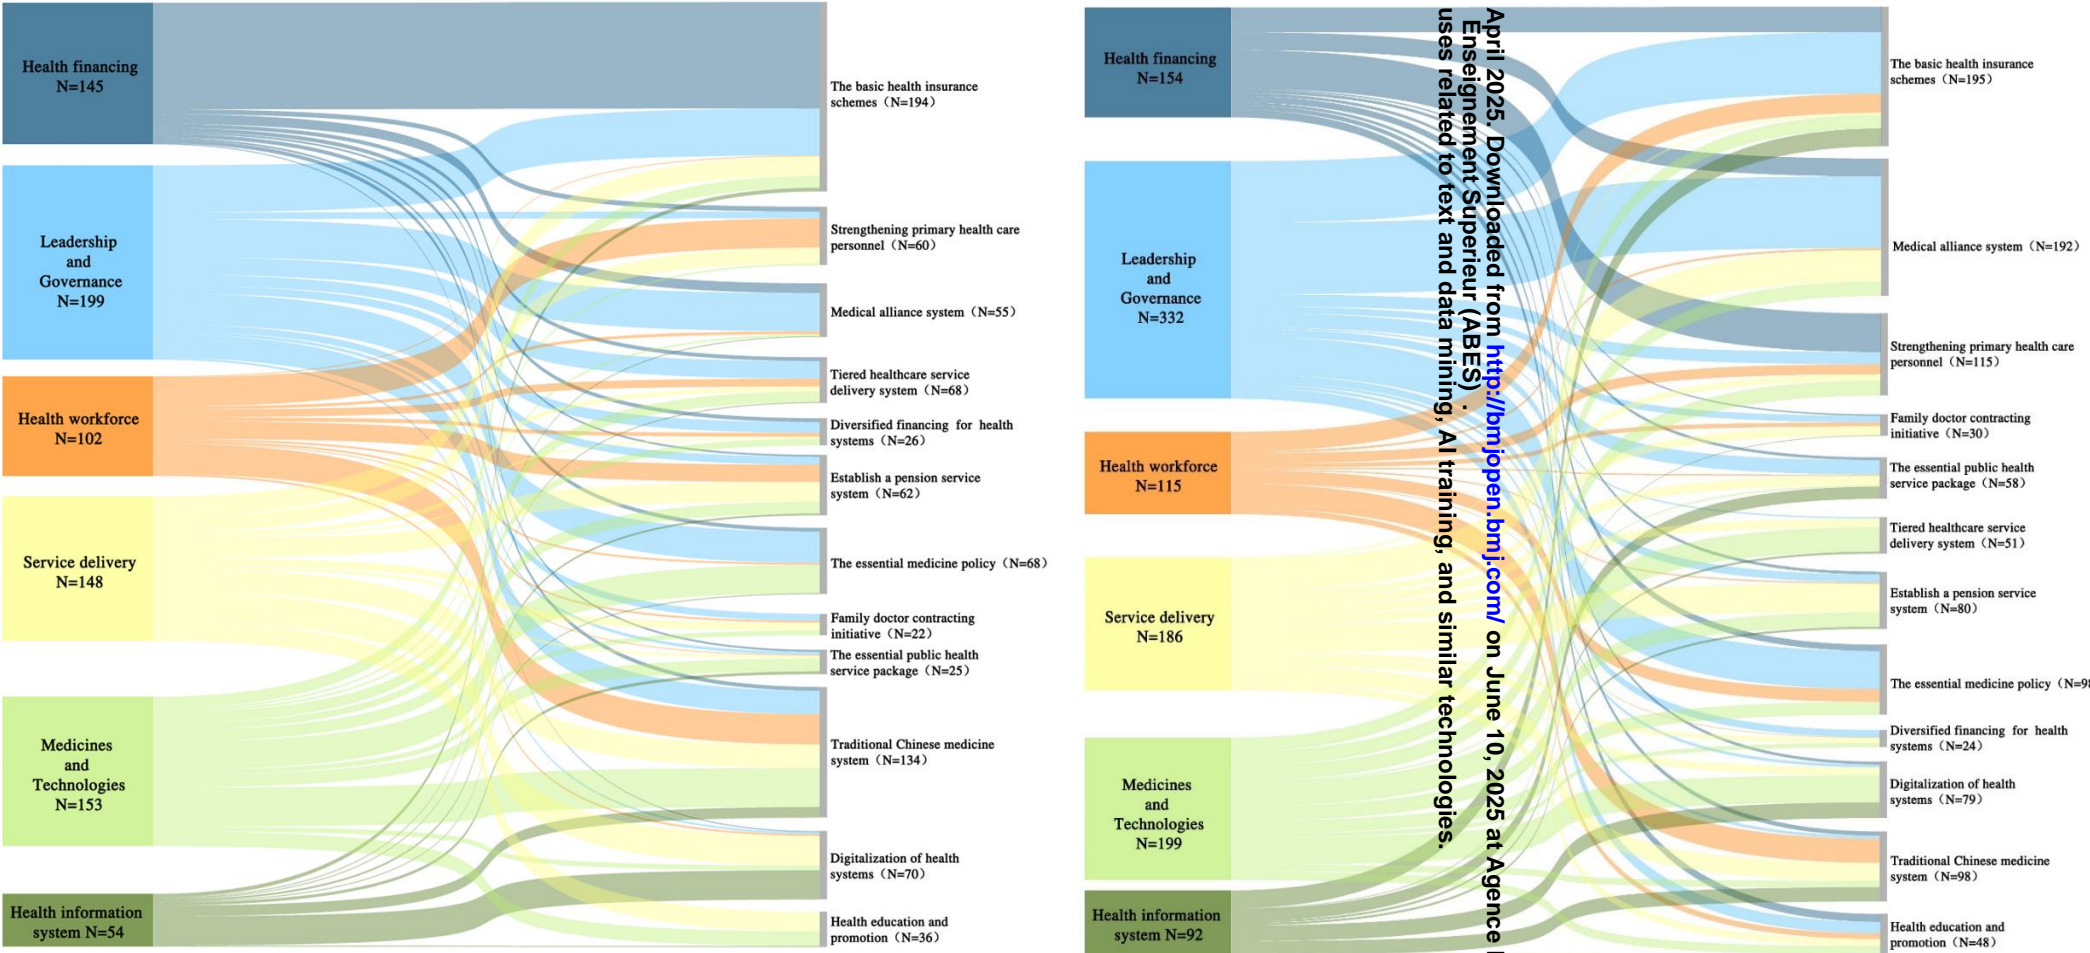 Health financing
N=145
Leadership
and
Governance
N=199
Health workforce
N=102
Service delivery
N=148
Medicines
and
Technologies
N=153
Health information
system N=54
The basic health insurance
schemes（N=194）
Strengthening primary health care
personnel（N=60）
Medical alliance system（N=55）
Tiered healthcare service
delivery system（N=68）
Diversified financing for health
systems（N=26）
Establish a pension service
system（N=62）
The essential medicine policy（N=68）
Family doctor contracting
initiative（N=22）
The essential public health
service package（N=25）
Traditional Chinese medicine
system（N=134）
Digitalization of health
systems（N=70）
Health education and
promotion（N=36）
Health financing
N=154
Leadership
and
Governance
N=332
Health workforce
N=115
Service delivery
N=186
Medicines
and
Technologies
N=199
Health information
system N=92
April 2025. Downloaded from http://bmjopen.bmj.com/ on June 10, 2025 at Agence
Enseignement Superieur (ABES) .
uses related to text and data mining, AI training, and similar technologies.
The basic health insurance
schemes（N=195）
Medical alliance system（N=192）
Strengthening primary health care
personnel（N=115）
Family doctor contracting
initiative（N=30）
The essential public health
service package（N=58）
Tiered healthcare service
delivery system（N=51）
Establish a pension service
system（N=80）
The essential medicine policy（N=98
Diversified financing for health
systems（N=24）
Digitalization of health
systems（N=79）
Traditional Chinese medicine
system（N=98）
Health education and
promotion（N=48）